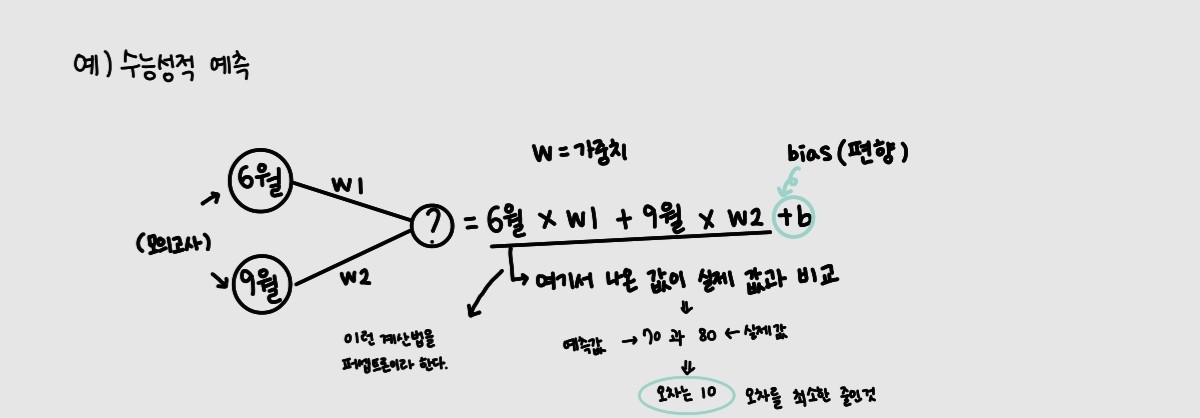 예) 수능성적 예측
W = 가중치
bias (편향)
6월
w1
(모의고사)
9월
w2
? = 6월 x w1 + 9월 x w2 + b
여기서 나온 값이 실제 값과 비교
이런 계산법을
퍼셉트론이라 한다.
예측값 → 70 과 80 ← 실제값
오차는 10 오차를 최소한 줄인것